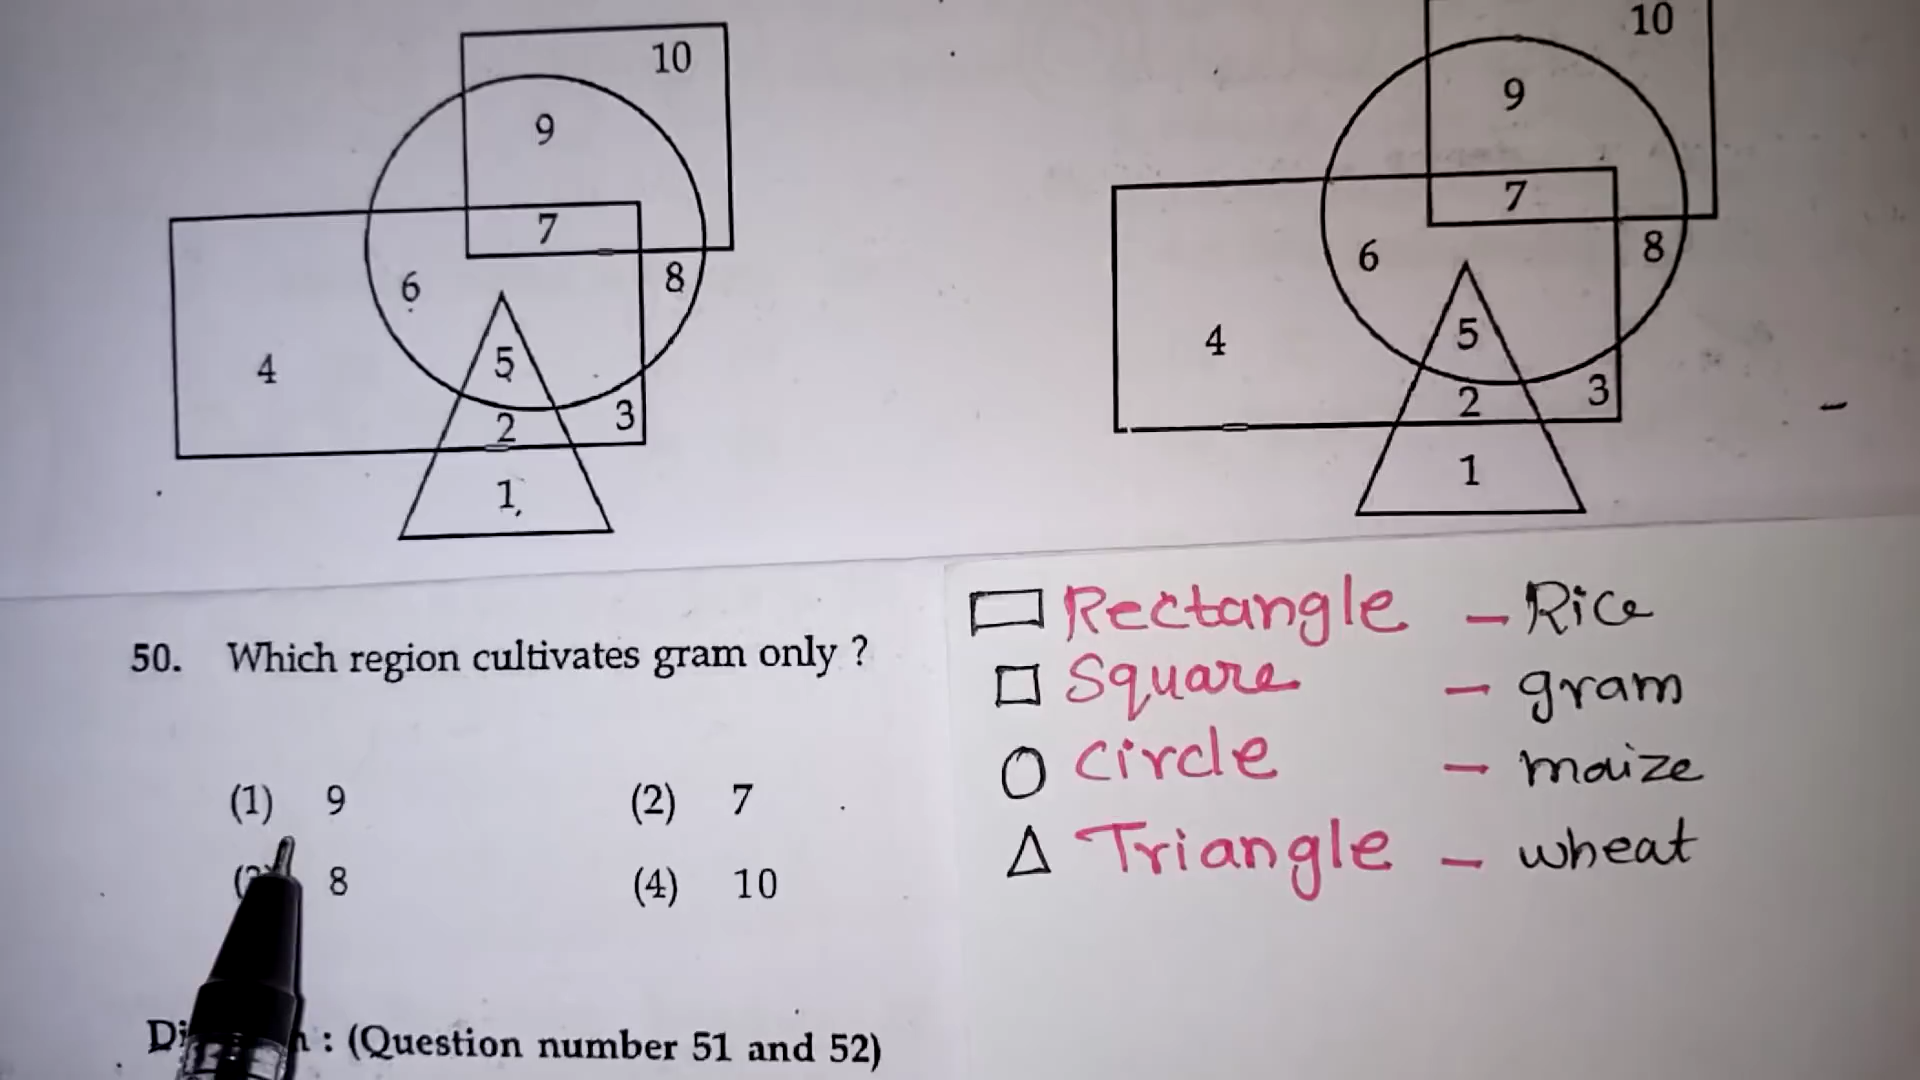 10
9
7
6
8
5
4
3
2
1
10
9
7
8
6
5
4
3
2
1
50. Which region cultivates gram only ?
(1) 9 (2) 7
8 (4) 10
: (Question number 51 and 52)
Rectangle - Rice
Square - gram
Circle - maize
Triangle - wheat